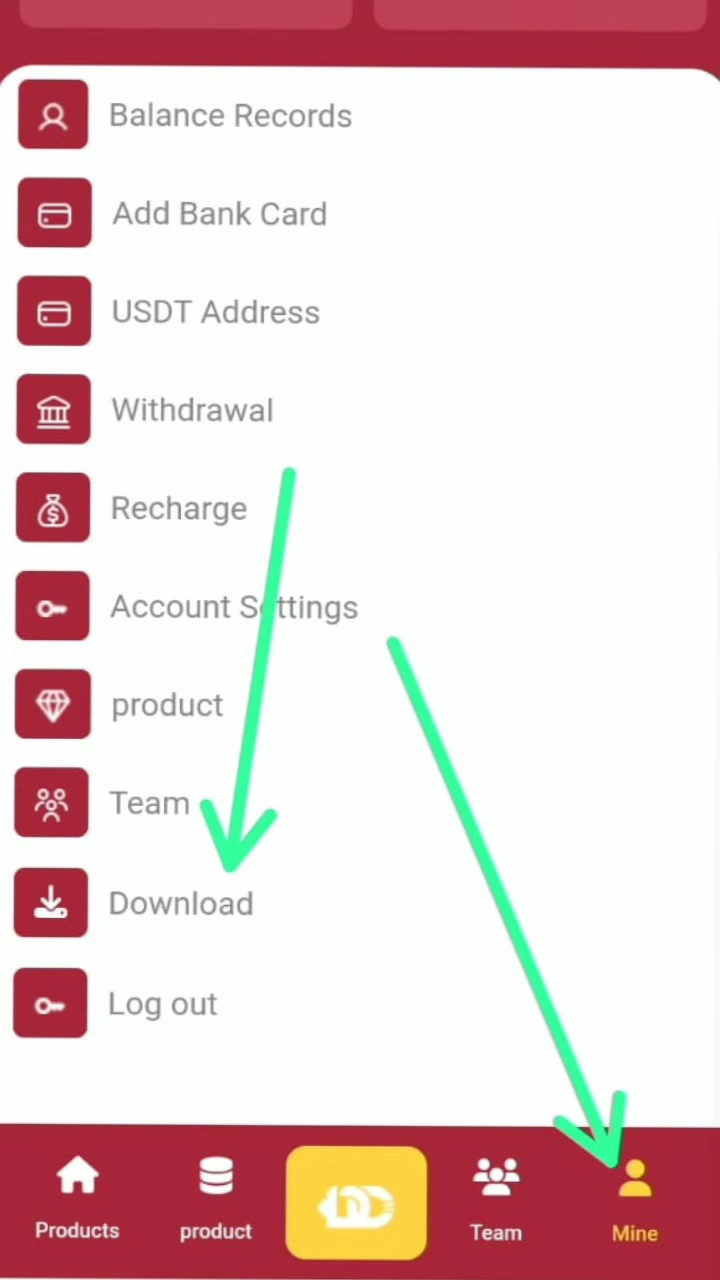 Balance Records
Add Bank Card
USDT Address
Withdrawal
Recharge
Account Settings
product
Team
Download
Log out
Products
product
Team
Mine